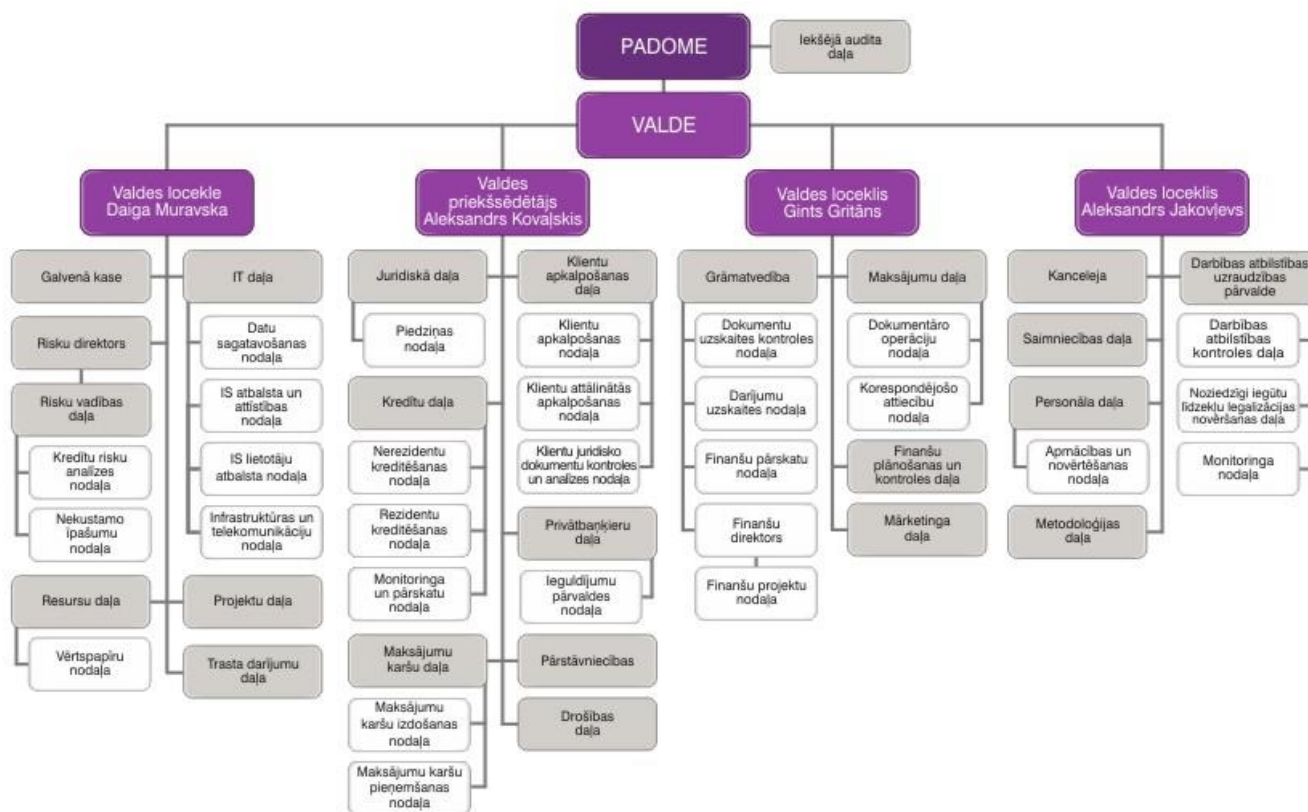 PADOME
Iekšējā audita
daļa
VALDE
Valdes locekle
Daiga Muravska
Valdes
priekšsēdētājs
Aleksandrs Kovaļskis
Valdes loceklis
Gints Gritāns
Valdes loceklis
Aleksandrs Jakovļevs
Galvenā kase
IT daļa
Datu
sagatavošanas
nodaļa
Risku direktors
IS atbalsta un
attīstības
nodaļa
Risku vadības
daļa
Kredītu risku
analīzes
nodaļa
IS lietotāju
atbalsta nodaļa
Nekustamo
īpašumu
nodaļa
Infrastruktūras un
telekomunikāciju
nodaļa
Resursu daļa
Projektu daļa
Vērtspapīru
nodaļa
Trasta darījumu
daļa
Juridiskā daļa
Klientu
apkalpošanas
daļa
Piedziņas
nodaļa
Klientu
apkalpošanas
nodaļa
Kredītu daļa
Klientu attālinātās
apkalpošanas
nodaļa
Nerezidentu
kreditēšanas
nodaļa
Klientu juridisko
dokumentu kontroles
un analīzes nodaļa
Rezidentu
kreditēšanas
nodaļa
Privātbaņķieru
daļa
Monitoringa
un pārskatu
nodaļa
Ieguldījumu
pārvaldes
nodaļa
Maksājumu
karšu daļa
Pārstāvniecības
Maksājumu
karšu izdošanas
nodaļa
Drošības
daļa
Maksājumu karšu
pieņemšanas
nodaļa
Grāmatvedība
Maksājumu daļa
Dokumentu
uzskaites kontroles
nodaļa
Dokumentāro
operāciju
nodaļa
Darījumu
uzskaites nodaļa
Korespondējošo
attiecību
nodaļa
Finanšu pārskatu
nodaļa
Finanšu
plānošanas un
kontroles daļa
Finanšu
direktors
Mārketinga
daļa
Finanšu projektu
nodaļa
Kanceleja
Darbības atbilstības
uzraudzības
pārvalde
Saimniecības daļa
Darbības
atbilstības
kontroles daļa
Personāla daļa
Noziedzīgi iegūtu
līdzekļu legalizācijas
novēršanas daļa
Apmācības un
novērtēšanas
nodaļa
Monitoringa
nodaļa
Metodoloģijas
daļa